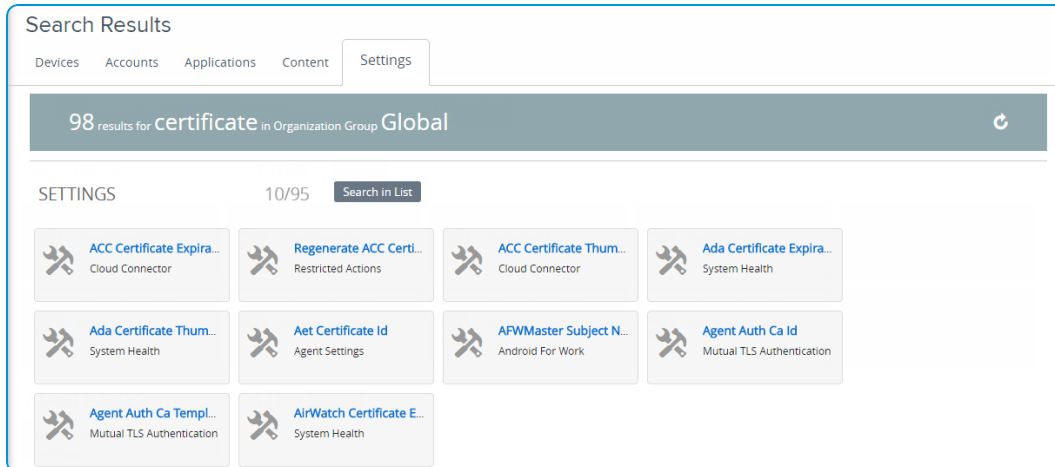 Search Results
Devices Accounts Applications Content Settings
98 results for certificate in Organization Group Global
SETTINGS 10/95 Search in List
ACC Certificate Expira... Regenerate ACC Certi... ACC Certificate Thum... Ada Certificate Expira...
Cloud Connector Restricted Actions Cloud Connector System Health
Ada Certificate Thum... Aet Certificate Id AFWMaster Subject N... Agent Auth Ca Id
System Health Agent Settings Android For Work Mutual TLS Authentication
Agent Auth Ca Templ... AirWatch Certificate E...
Mutual TLS Authentication System Health